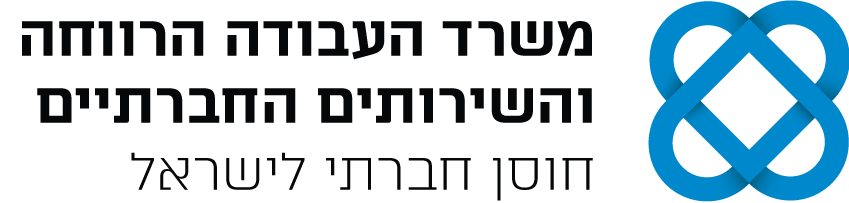 משרד העבודה הרווחה
והשירותים החברתיים
חוסן חברתי לישראל